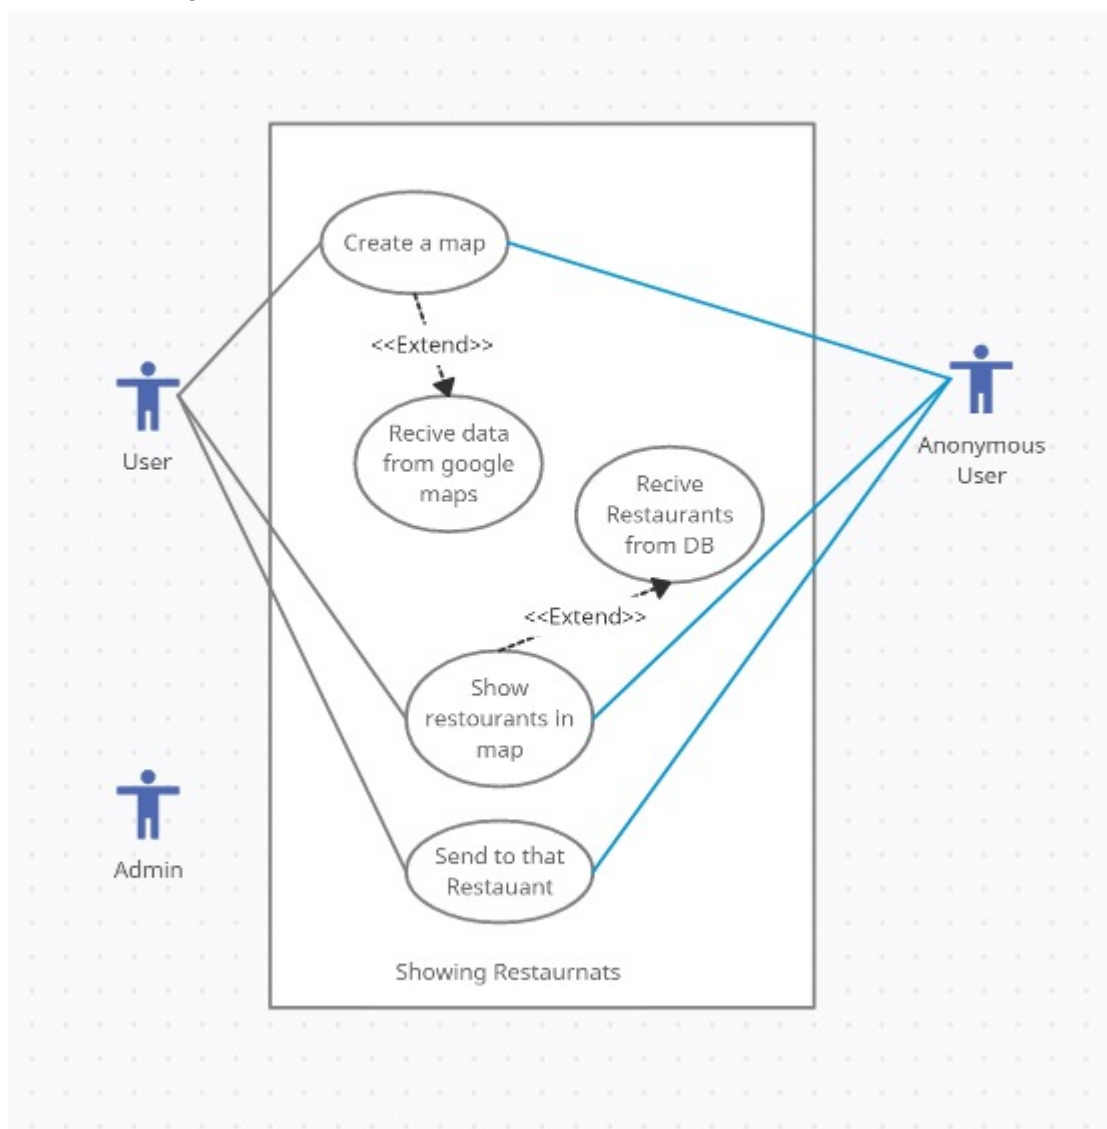 Create a map
<<Extend>>
Recive data
from google
maps
User
Anonymous
User
Recive
Restaurants
from DB
<<Extend>>
Show
restourants in
map
Admin
Send to that
Restauant
Showing Restaurnats